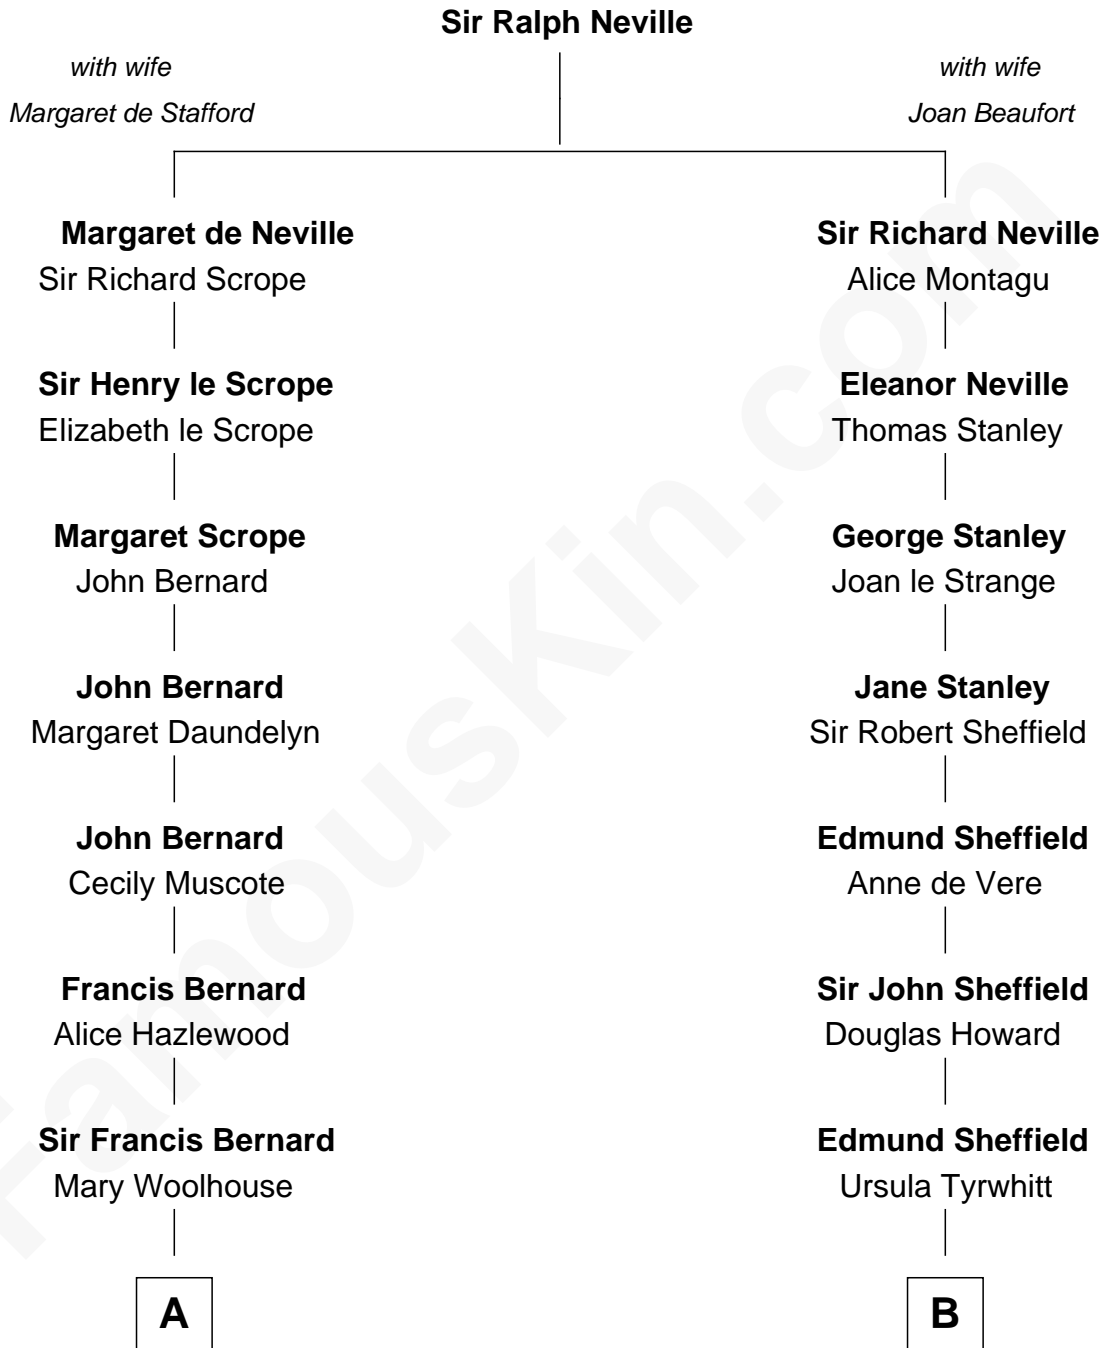 Sir Ralph Neville
with wife
Margaret de Stafford
with wife
Joan Beaufort
Margaret de Neville
Sir Richard Scrope
Sir Richard Neville
Alice Montagu
Sir Henry le Scrope
Elizabeth le Scrope
Eleanor Neville
Thomas Stanley
Margaret Scrope
John Bernard
George Stanley
Joan le Strange
John Bernard
Margaret Daundelyn
Jane Stanley
Sir Robert Sheffield
John Bernard
Cecily Muscote
Edmund Sheffield
Anne de Vere
Francis Bernard
Alice Hazlewood
Sir John Sheffield
Douglas Howard
Sir Francis Bernard
Mary Woolhouse
Edmund Sheffield
Ursula Tyrwhitt
A
B
FamousKin.com